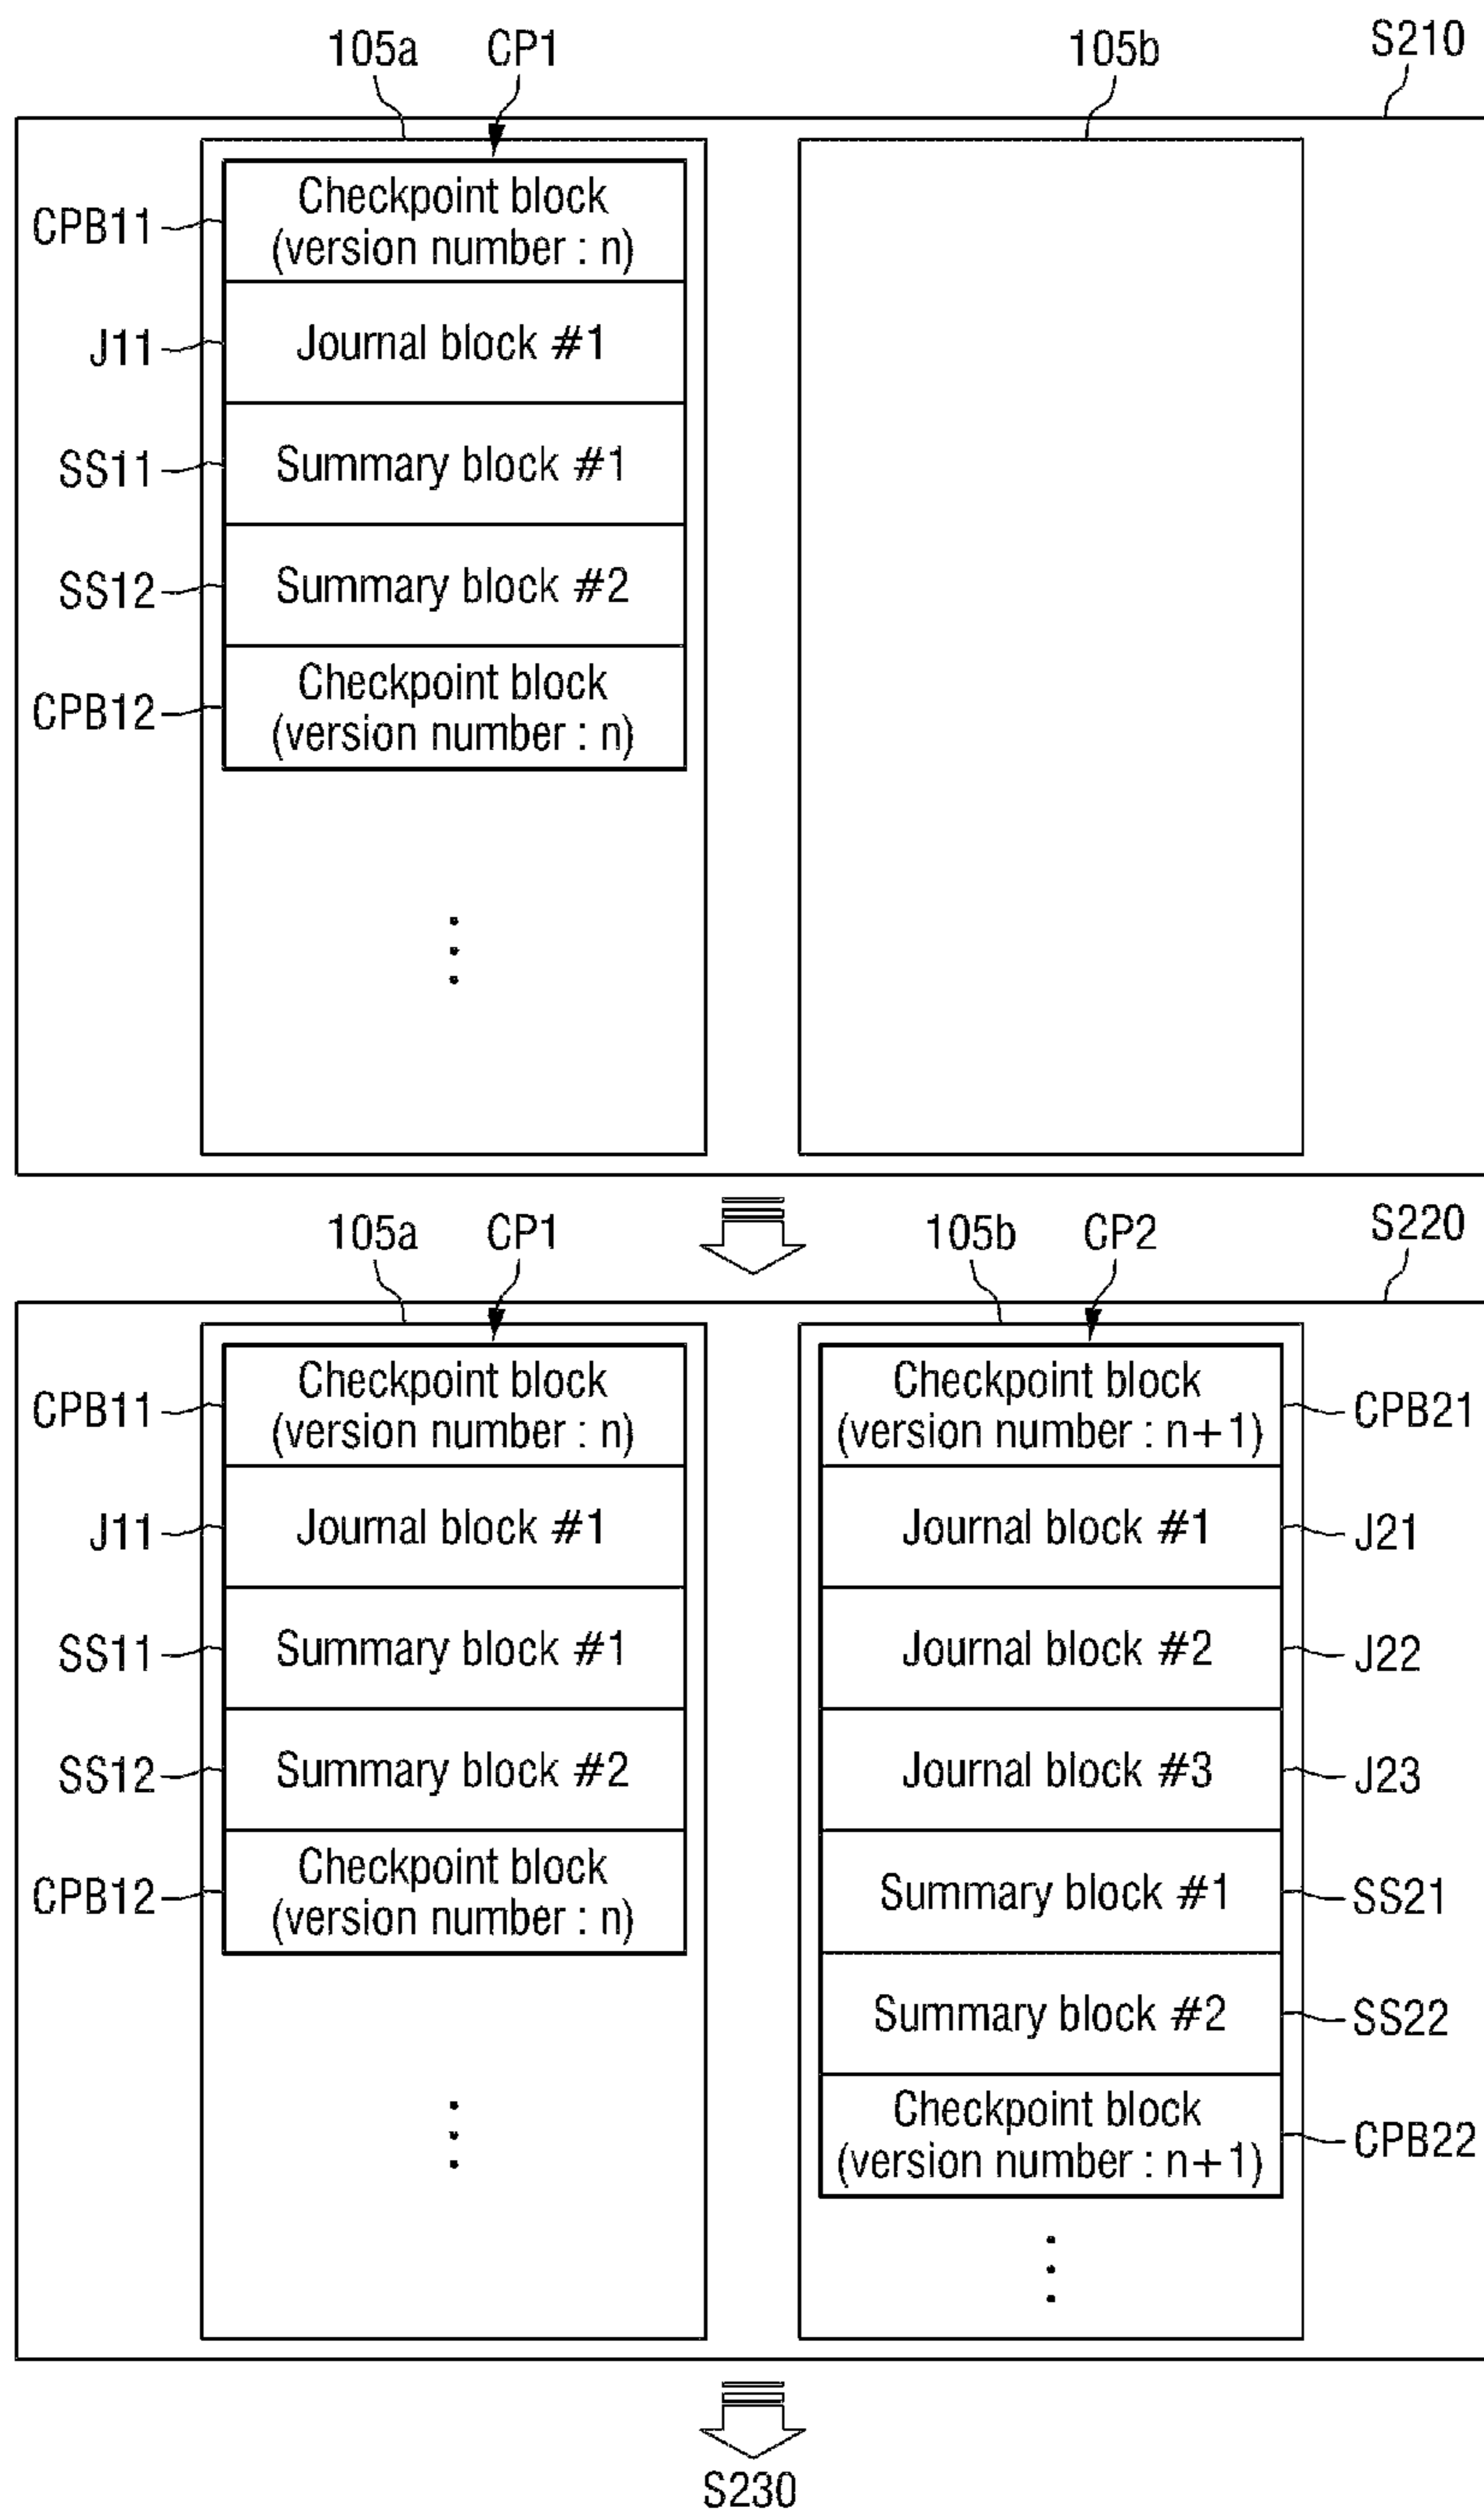 105a CP1 105b S210
CPB11 Checkpoint block
(version number : n)
J11 Journal block #1
SS11 Summary block #1
SS12 Summary block #2
CPB12 Checkpoint block
(version number : n)
105a CP1 105b CP2 S220
CPB11 Checkpoint block
(version number : n)
Checkpoint block
(version number : n+1) CPB21
J11 Journal block #1 Journal block #1 J21
SS11 Summary block #1 Journal block #2 J22
SS12 Summary block #2 Journal block #3 J23
CPB12 Checkpoint block
(version number : n)
Summary block #1 SS21
Summary block #2 SS22
Checkpoint block
(version number : n+1) CPB22
S230